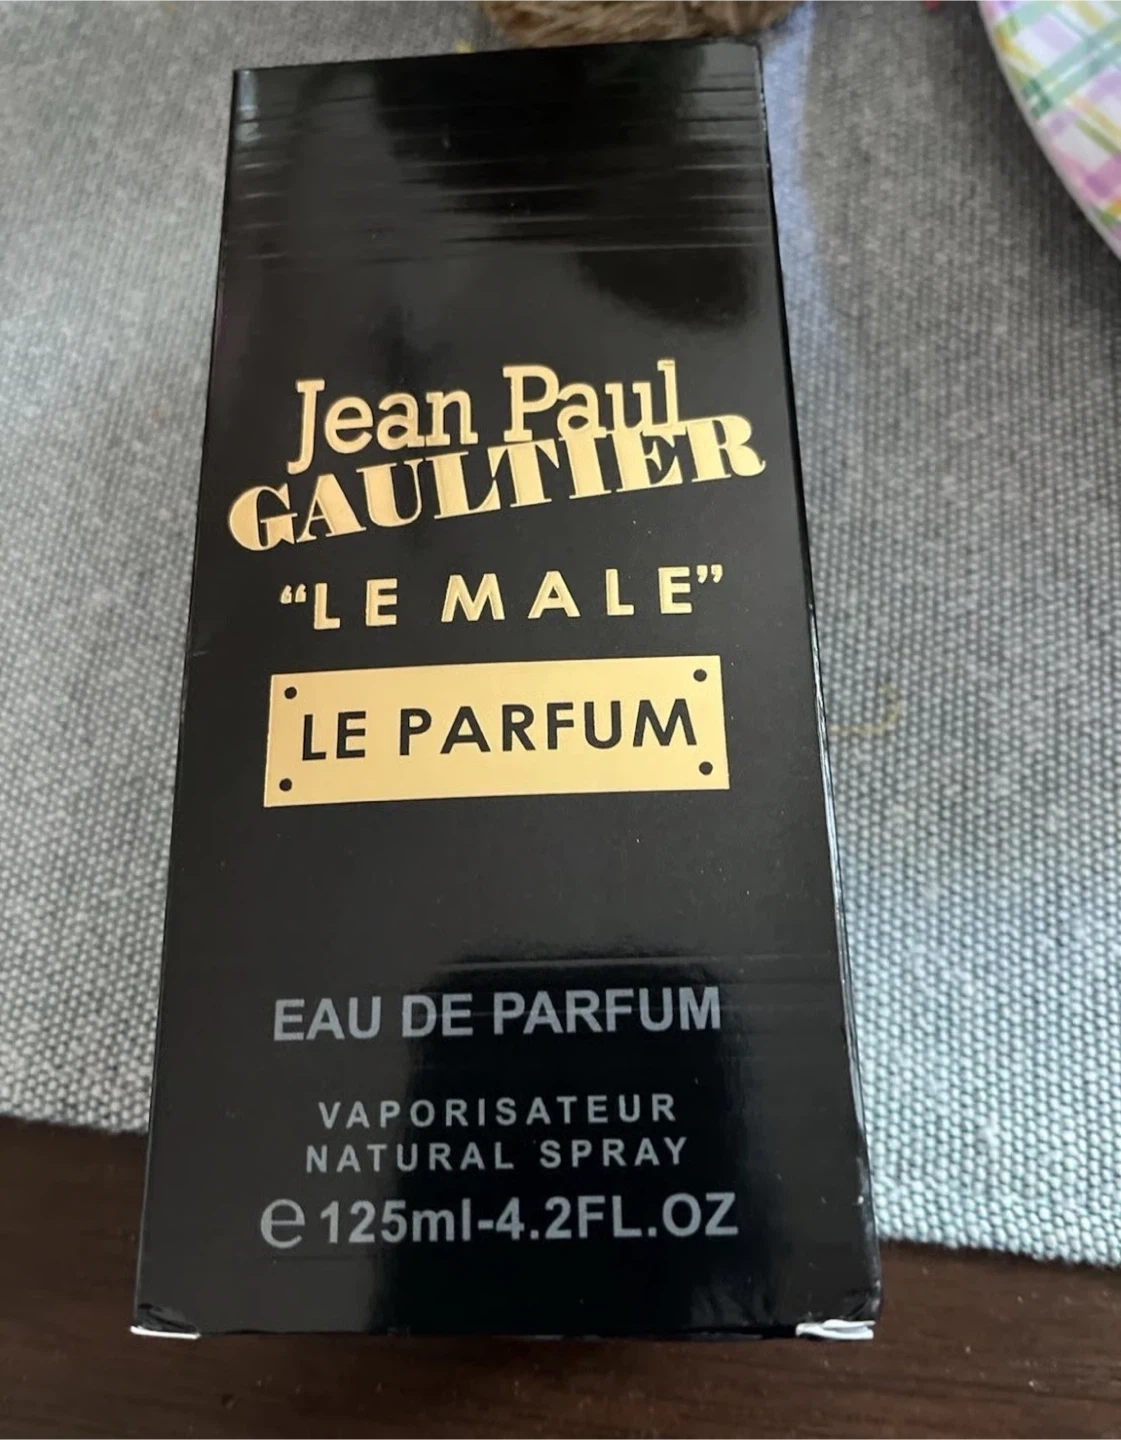 Jean Paul
GAULTIER
“LE MALE”
LE PARFUM
EAU DE PARFUM
VAPORISATEUR
NATURAL SPRAY
℮125ml-4.2FL.OZ